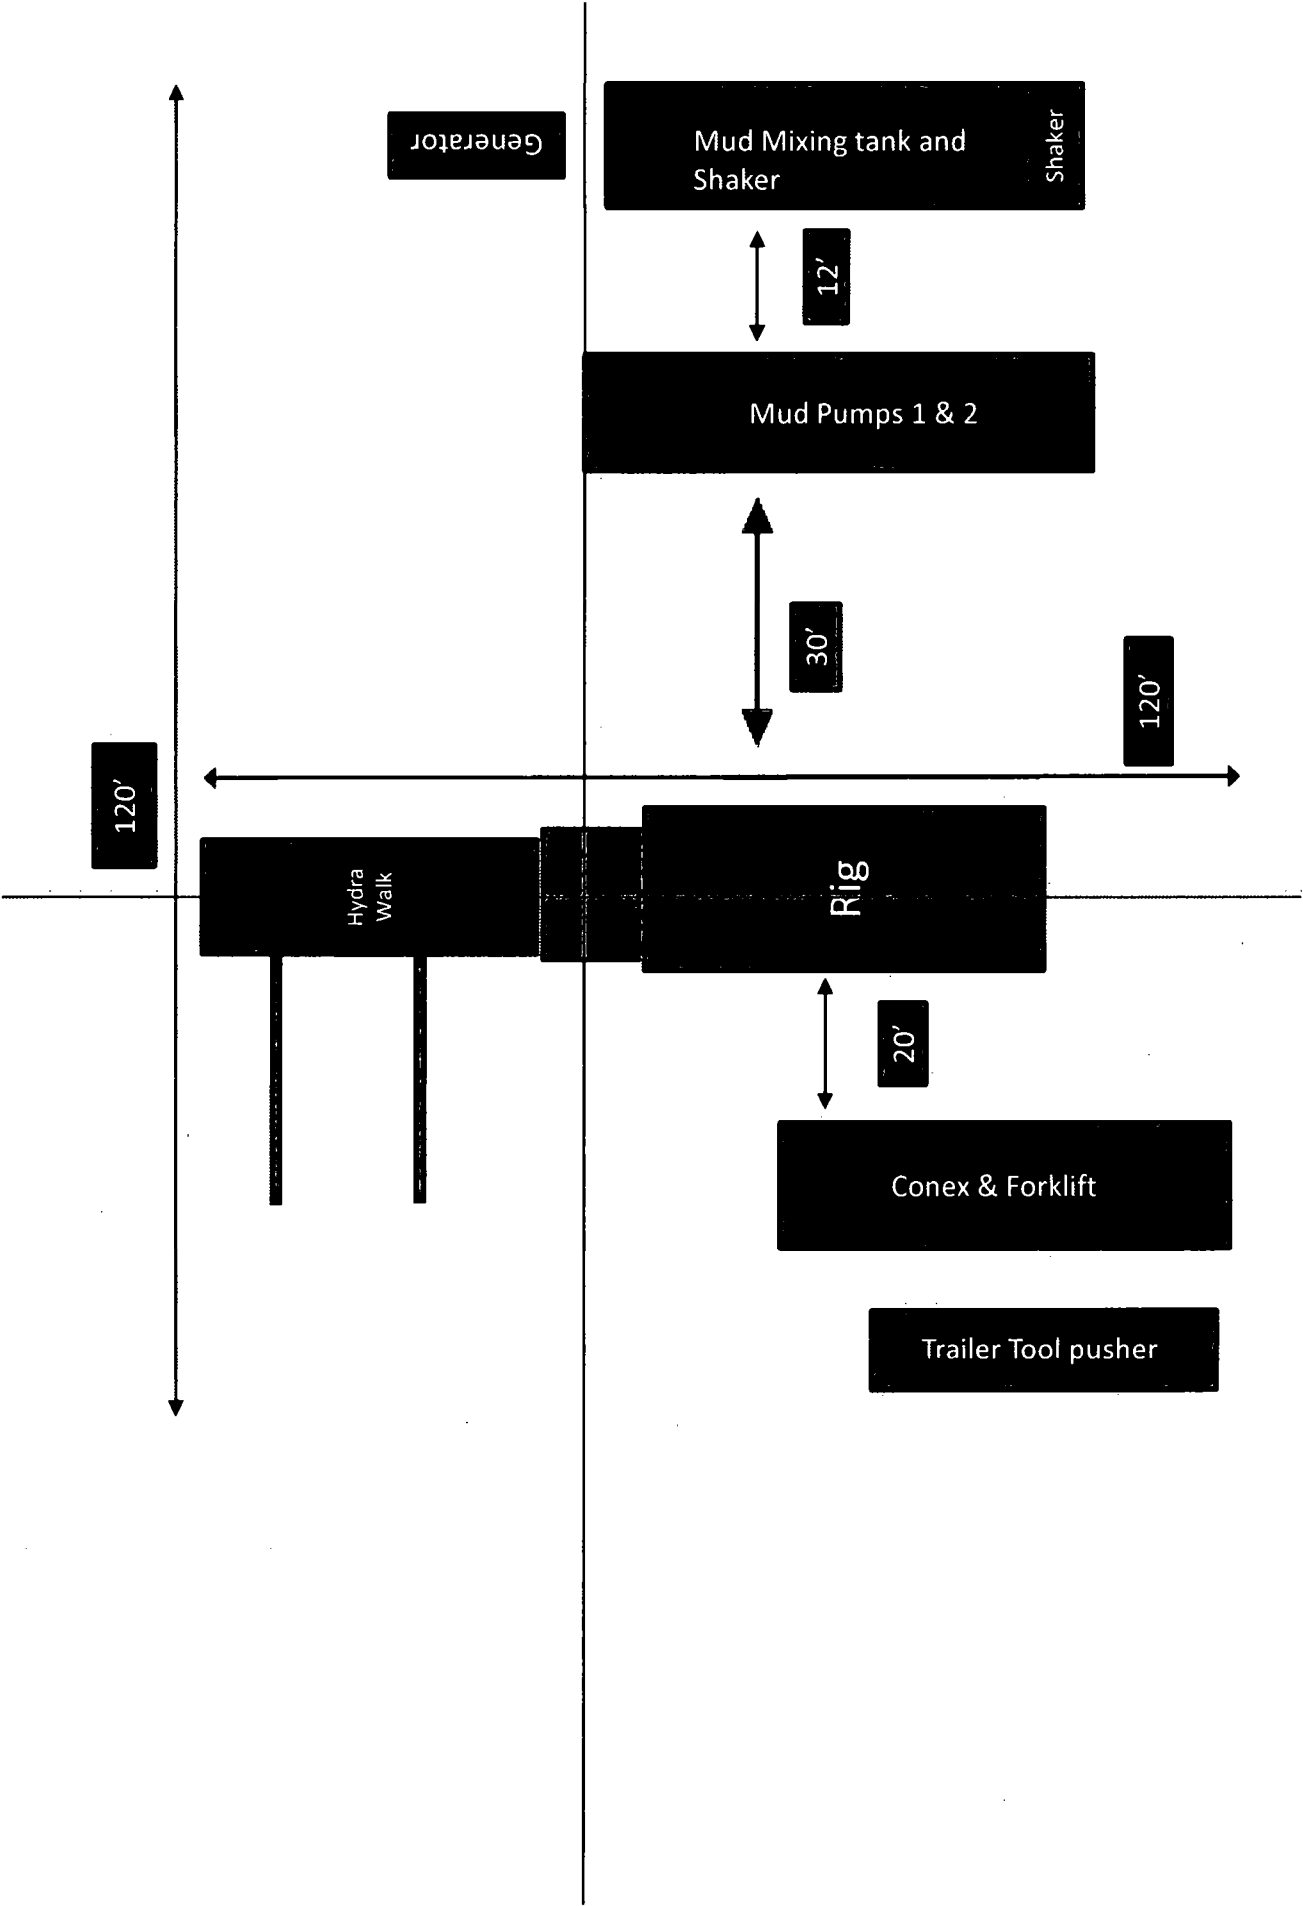 Generator
Mud Mixing tank and
Shaker
Shaker
12'
Mud Pumps 1 & 2
30'
120'
120'
Hydra
Walk
Rig
20'
Conex & Forklift
Trailer Tool pusher